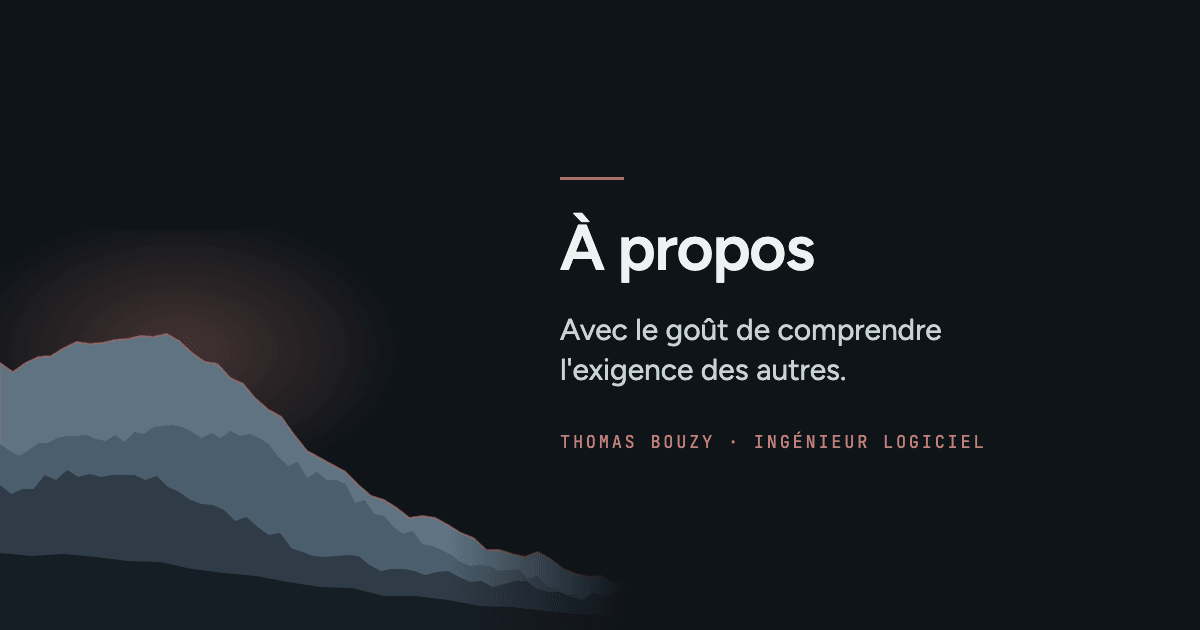 À propos
Avec le goût de comprendre
l'exigence des autres.
THOMAS BOUZY · INGÉNIEUR LOGICIEL